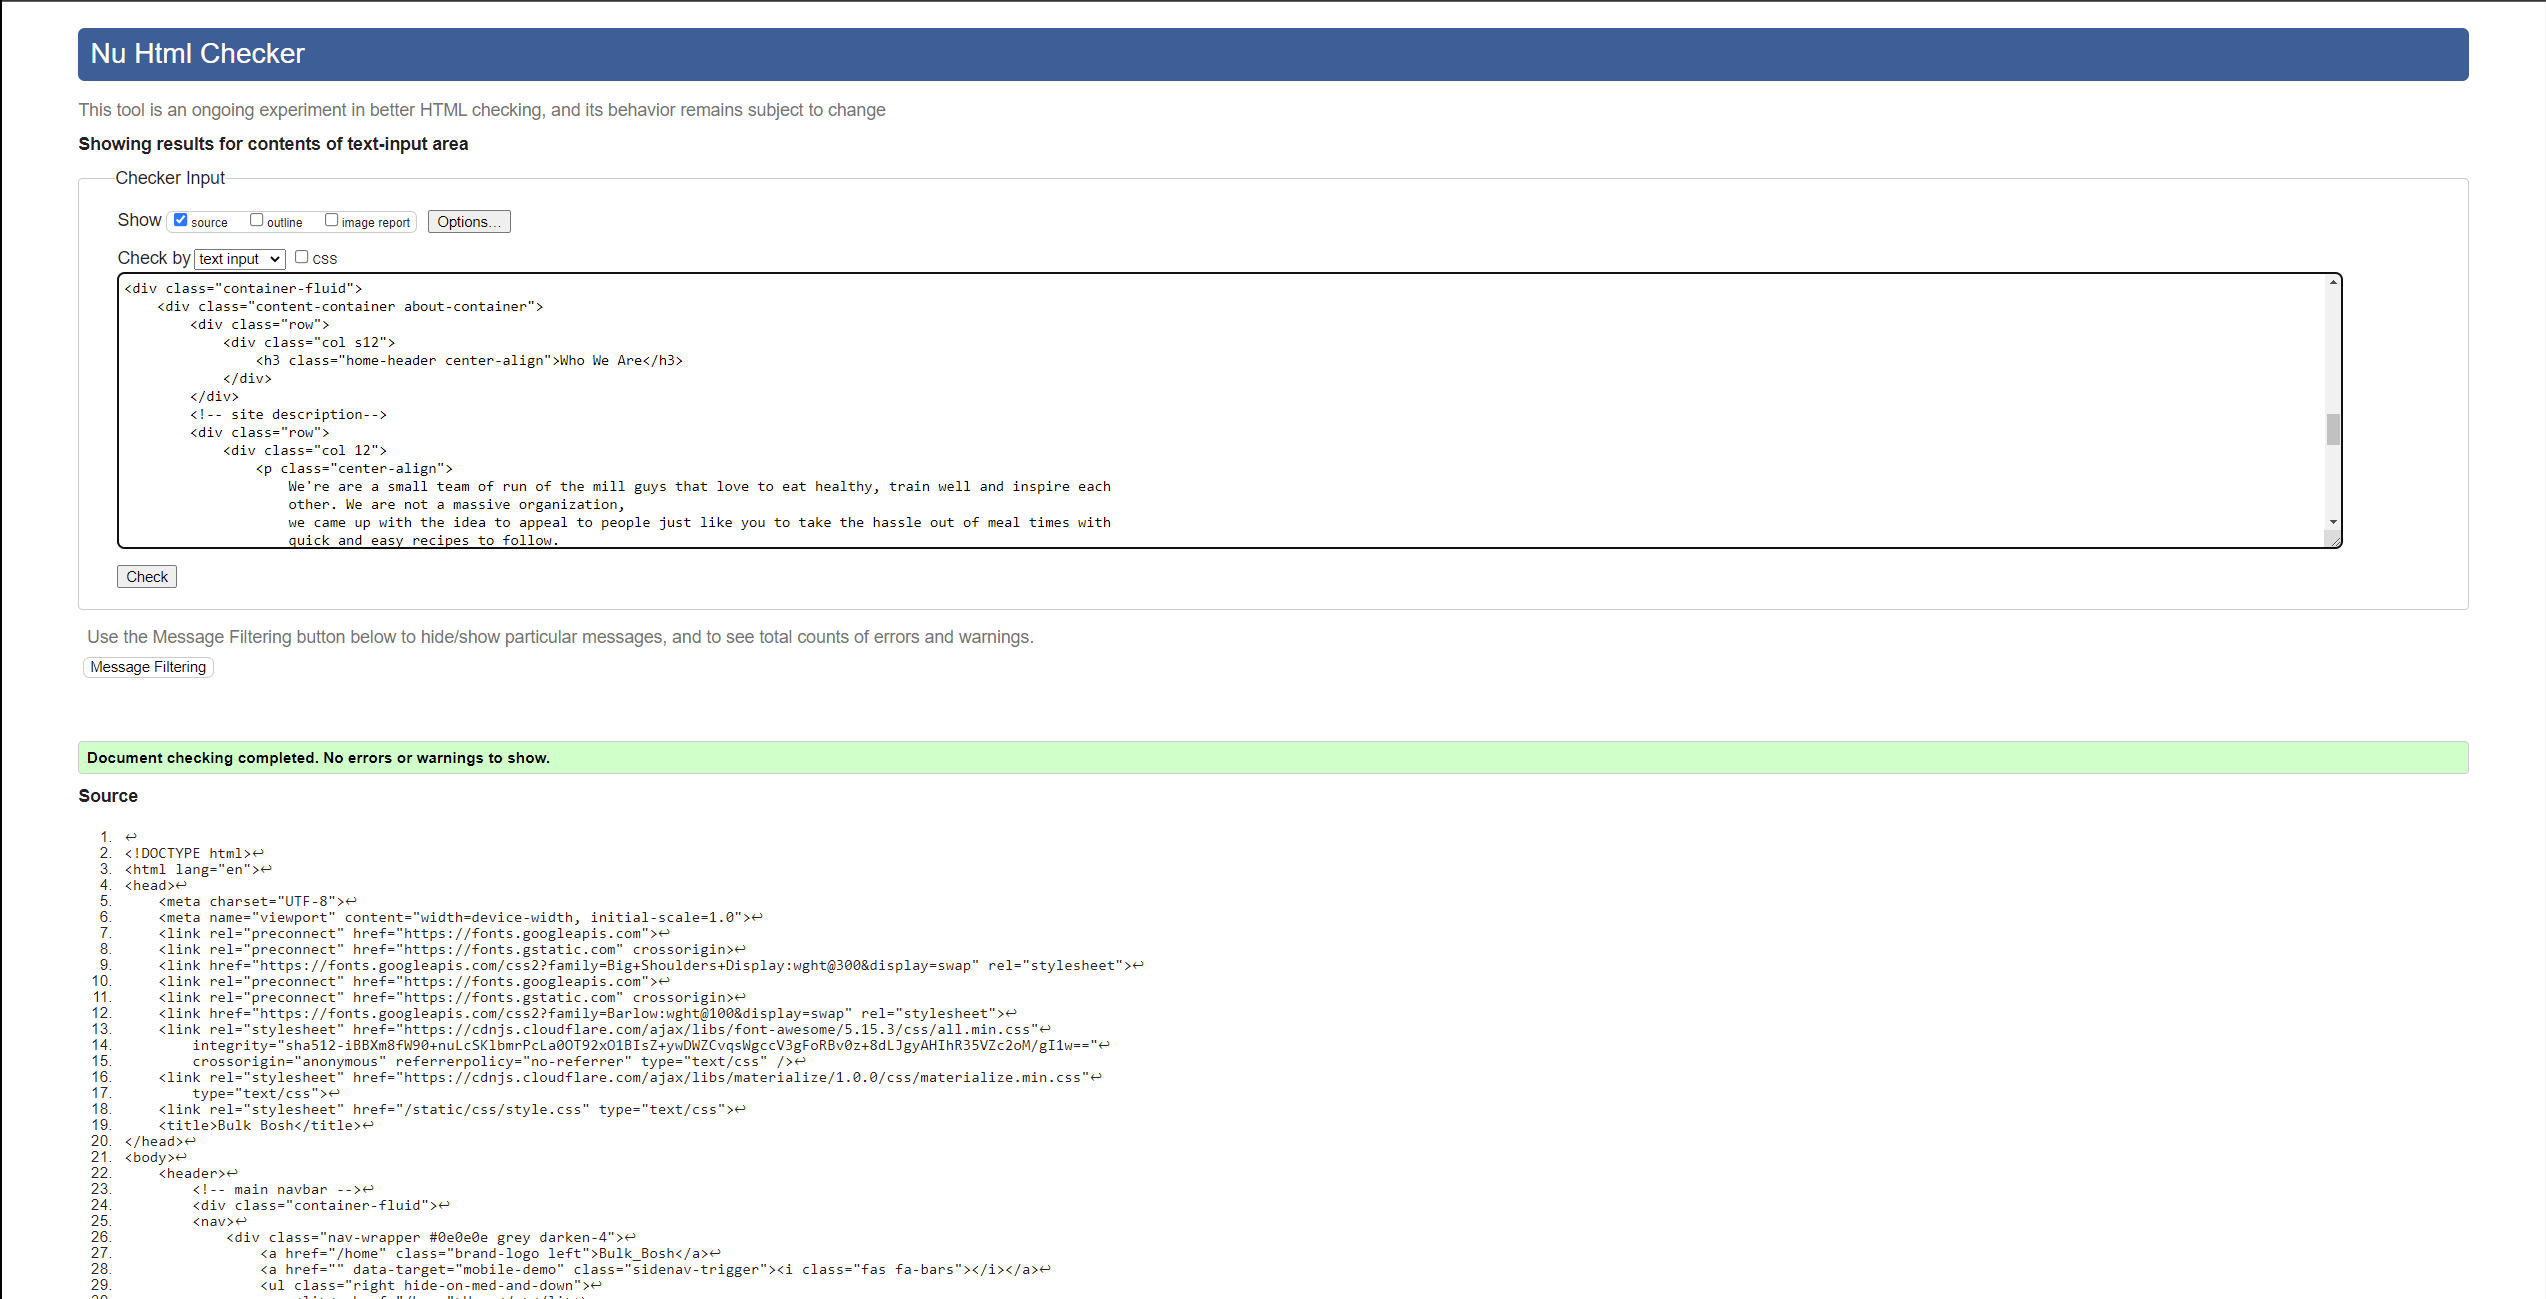 Nu Html Checker
This tool is an ongoing experiment in better HTML checking, and its behavior remains subject to change
Showing results for contents of text-input area
Checker Input
Show source outline image report Options...
Check by text input CSS
<div class="container-fluid">
<div class="content-container about-container">
<div class="row">
<div class="col s12">
<h3 class="home-header center-align">Who We Are</h3>
</div>
</div>
<!-- site description-->
<div class="row">
<div class="col 12">
<p class="center-align">
We're are a small team of run of the mill guys that love to eat healthy, train well and inspire each
other. We are not a massive organization,
we came up with the idea to appeal to people just like you to take the hassle out of meal times with
quick and easy recipes to follow.
Check
Use the Message Filtering button below to hide/show particular messages, and to see total counts of errors and warnings.
Message Filtering
Document checking completed. No errors or warnings to show.
Source
1. ↩
2. <!DOCTYPE html>↩
3. <html lang="en">↩
4. <head>↩
5. <meta charset="UTF-8">↩
6. <meta name="viewport" content="width=device-width, initial-scale=1.0">↩
7. <link rel="preconnect" href="https://fonts.googleapis.com">↩
8. <link rel="preconnect" href="https://fonts.gstatic.com" crossorigin>↩
9. <link href="https://fonts.googleapis.com/css2?family=Big+Shoulders+Display:wght@300&display=swap" rel="stylesheet">↩
10. <link rel="preconnect" href="https://fonts.googleapis.com">↩
11. <link rel="preconnect" href="https://fonts.gstatic.com" crossorigin>↩
12. <link href="https://fonts.googleapis.com/css2?family=Barlow:wght@100&display=swap" rel="stylesheet">↩
13. <link rel="stylesheet" href="https://cdnjs.cloudflare.com/ajax/libs/font-awesome/5.15.3/css/all.min.css"↩
14. integrity="sha512-iBBXm8fW90+nuLcSKlbmrPcLa0OT92xO1BIsZ+ywDWZCvqsWgccV3gFoRBv0z+8dLJgyAHIhR35VZc2oM/gI1w=="↩
15. crossorigin="anonymous" referrerpolicy="no-referrer" type="text/css" />↩
16. <link rel="stylesheet" href="https://cdnjs.cloudflare.com/ajax/libs/materialize/1.0.0/css/materialize.min.css"↩
17. type="text/css">↩
18. <link rel="stylesheet" href="/static/css/style.css" type="text/css">↩
19. <title>Bulk Bosh</title>↩
20. </head>↩
21. <body>↩
22. <header>↩
23. <!-- main navbar -->↩
24. <div class="container-fluid">↩
25. <nav>↩
26. <div class="nav-wrapper #0e0e0e grey darken-4">↩
27. <a href="/home" class="brand-logo left">Bulk_Bosh</a>↩
28. <a href="" data-target="mobile-demo" class="sidenav-trigger"><i class="fas fa-bars"></i></a>↩
29. <ul class="right hide-on-med-and-down">↩